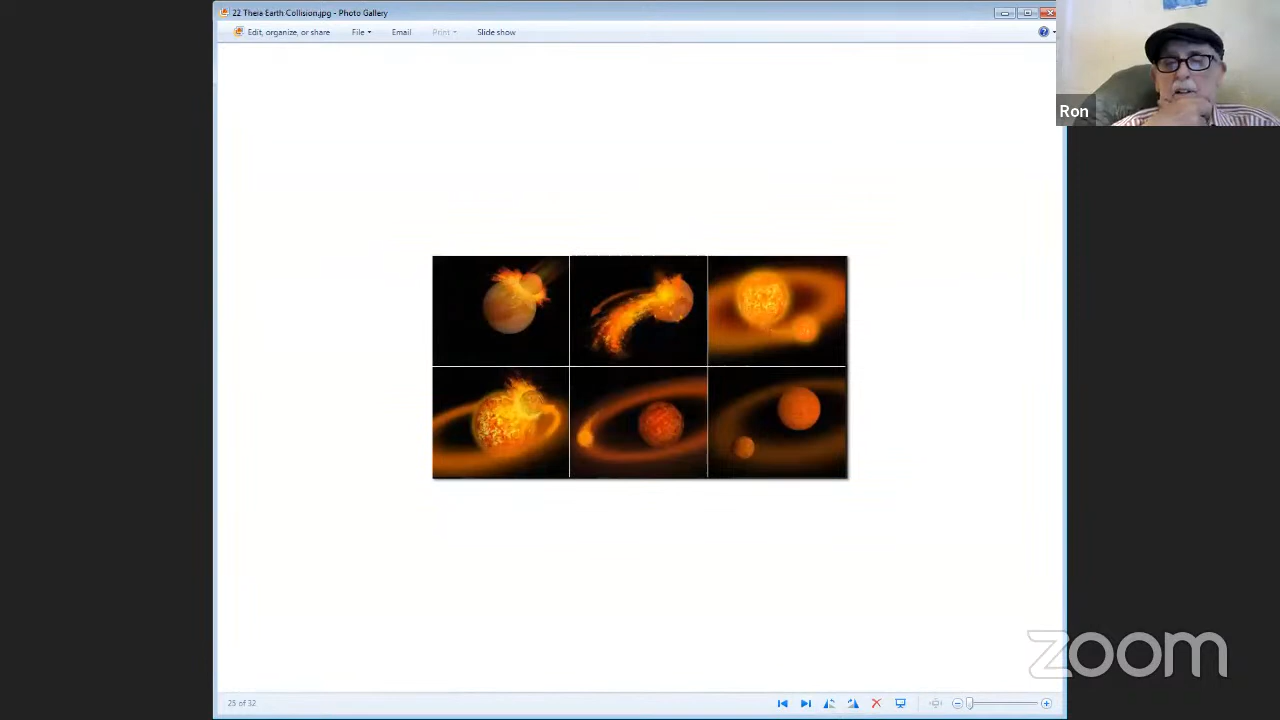 22 Theia Earth Collision.jpg - Photo Gallery
Edit, organize, or share File Email Print Slide show
Ron
zoom
25 of 32